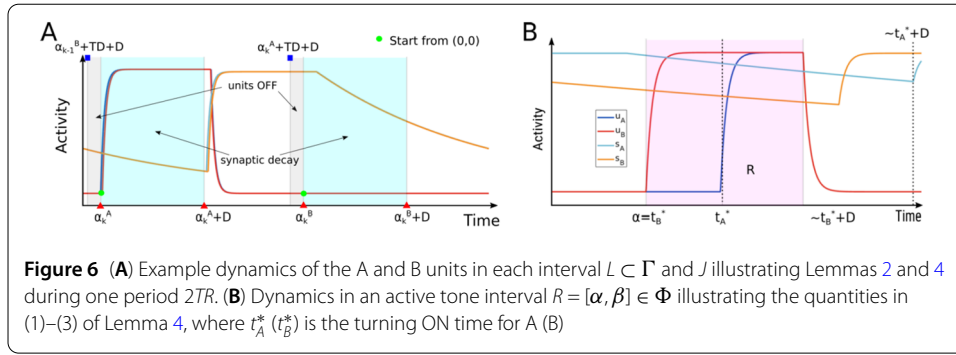 A
α_{k-1}^B+TD+D
α_k^A+TD+D
Start from (0,0)
units OFF
synaptic decay
Activity
α_k^A
α_k^A+D
α_k^B
α_k^B+D
Time
B
~t_A*+D
Activity
u_A
u_B
s_A
s_B
R
α=t_B*
t_A*
~t_B*+D
Time
Figure 6 (A) Example dynamics of the A and B units in each interval L ⊂ Γ and J illustrating Lemmas 2 and 4
during one period 2TR. (B) Dynamics in an active tone interval R = [α, β] ∈ Φ illustrating the quantities in
(1)–(3) of Lemma 4, where t_A* (t_B*) is the turning ON time for A (B)